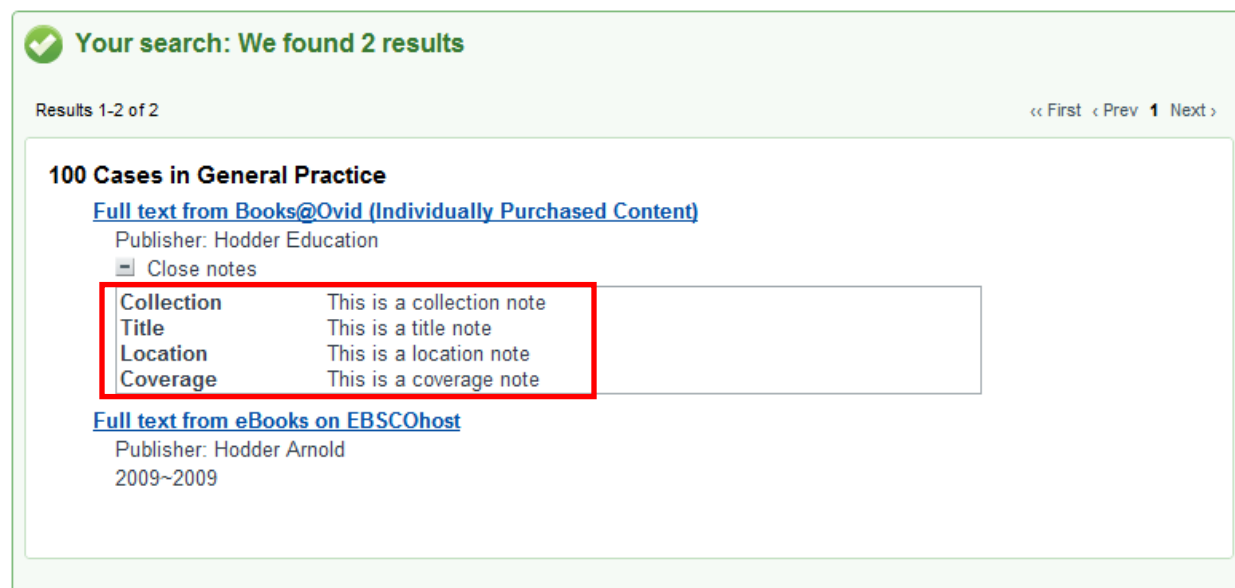 Your search: We found 2 results
Results 1-2 of 2 ‹‹ First ‹ Prev 1 Next ›
100 Cases in General Practice
Full text from Books@Ovid (Individually Purchased Content)
Publisher: Hodder Education
Close notes
Collection This is a collection note
Title This is a title note
Location This is a location note
Coverage This is a coverage note
Full text from eBooks on EBSCOhost
Publisher: Hodder Arnold
2009~2009